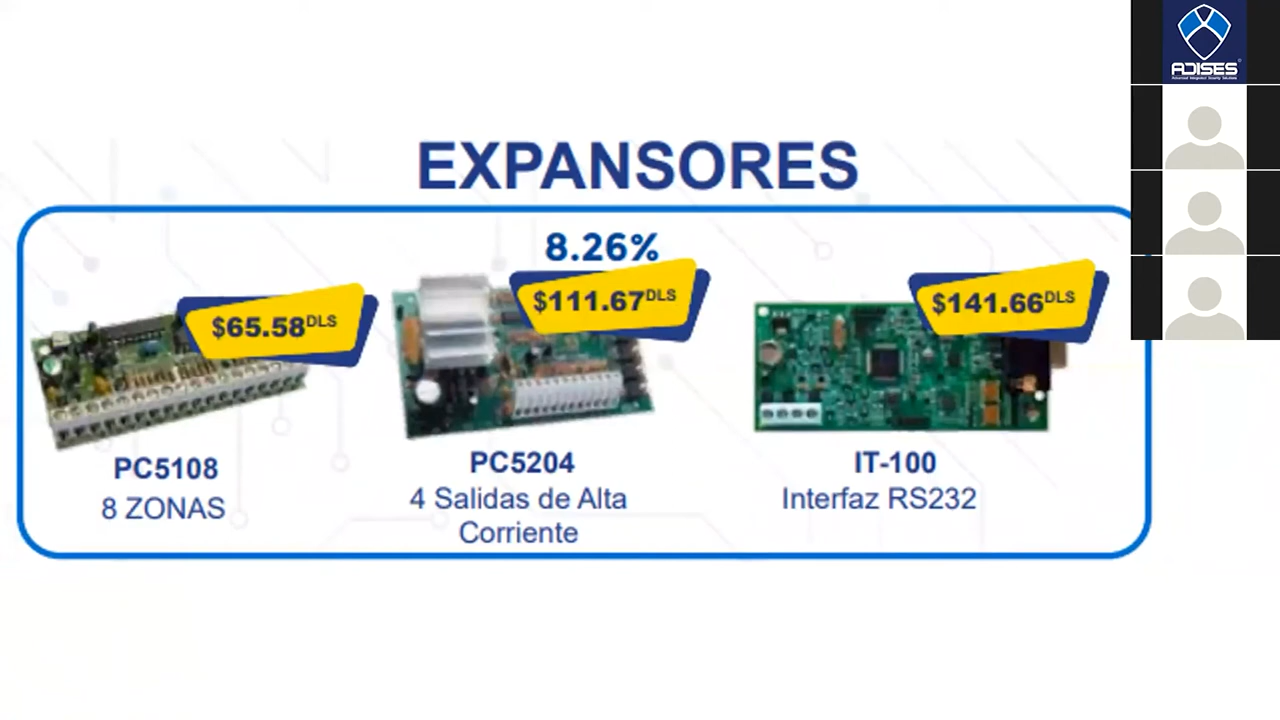 ADISES
EXPANSORES
8.26%
$65.58DLS
$111.67DLS
$141.66DLS
PC5108
8 ZONAS
PC5204
4 Salidas de Alta
Corriente
IT-100
Interfaz RS232